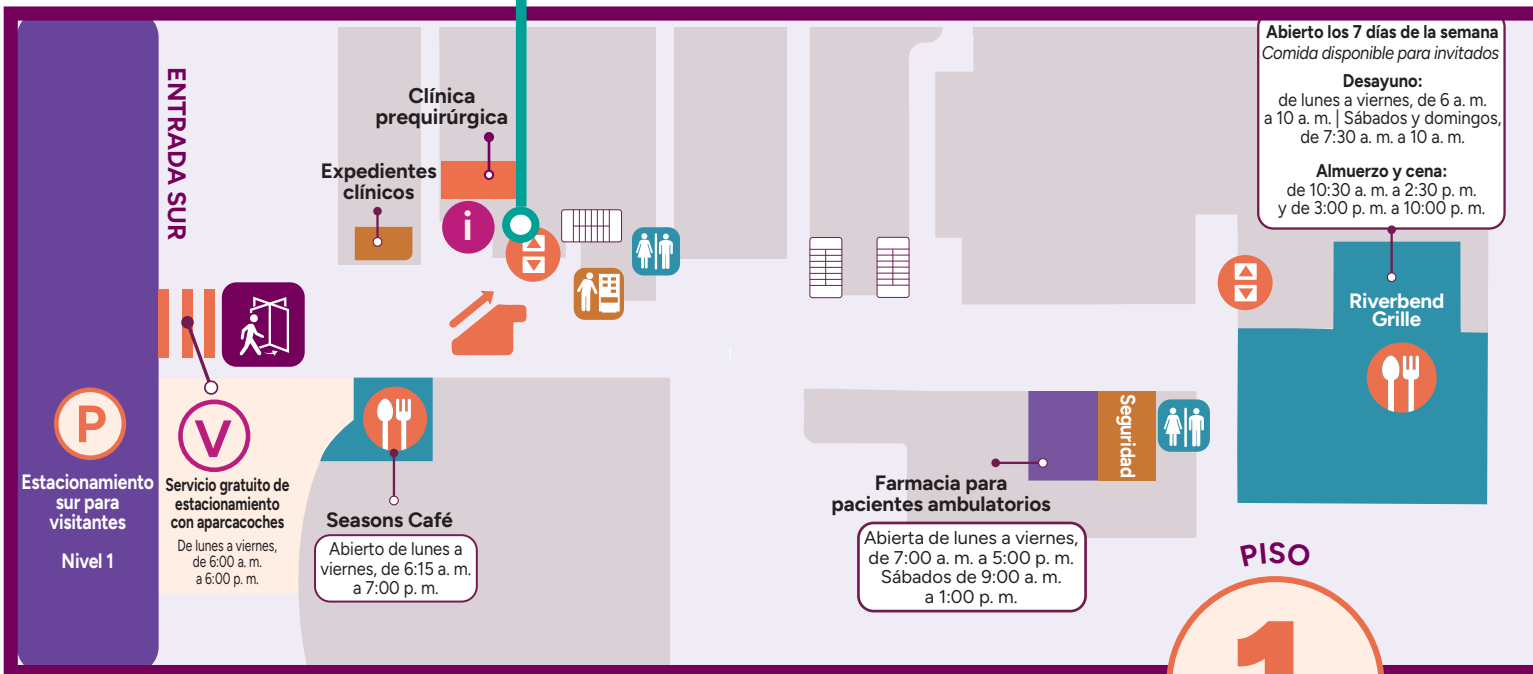 ENTRADA SUR
Clínica
prequirúrgica
Expedientes
clínicos
i
Abierto los 7 días de la semana
Comida disponible para invitados
Desayuno:
de lunes a viernes, de 6 a. m.
a 10 a. m. | Sábados y domingos,
de 7:30 a. m. a 10 a. m.
Almuerzo y cena:
de 10:30 a. m. a 2:30 p. m.
y de 3:00 p. m. a 10:00 p. m.
Riverbend
Grille
P
Estacionamiento
sur para
visitantes
Nivel 1
V
Servicio gratuito de
estacionamiento
con aparcacoches
De lunes a viernes,
de 6:00 a. m.
a 6:00 p. m.
Seasons Café
Abierto de lunes a
viernes, de 6:15 a. m.
a 7:00 p. m.
Seguridad
Farmacia para
pacientes ambulatorios
Abierta de lunes a viernes,
de 7:00 a. m. a 5:00 p. m.
Sábados de 9:00 a. m.
a 1:00 p. m.
PISO
1